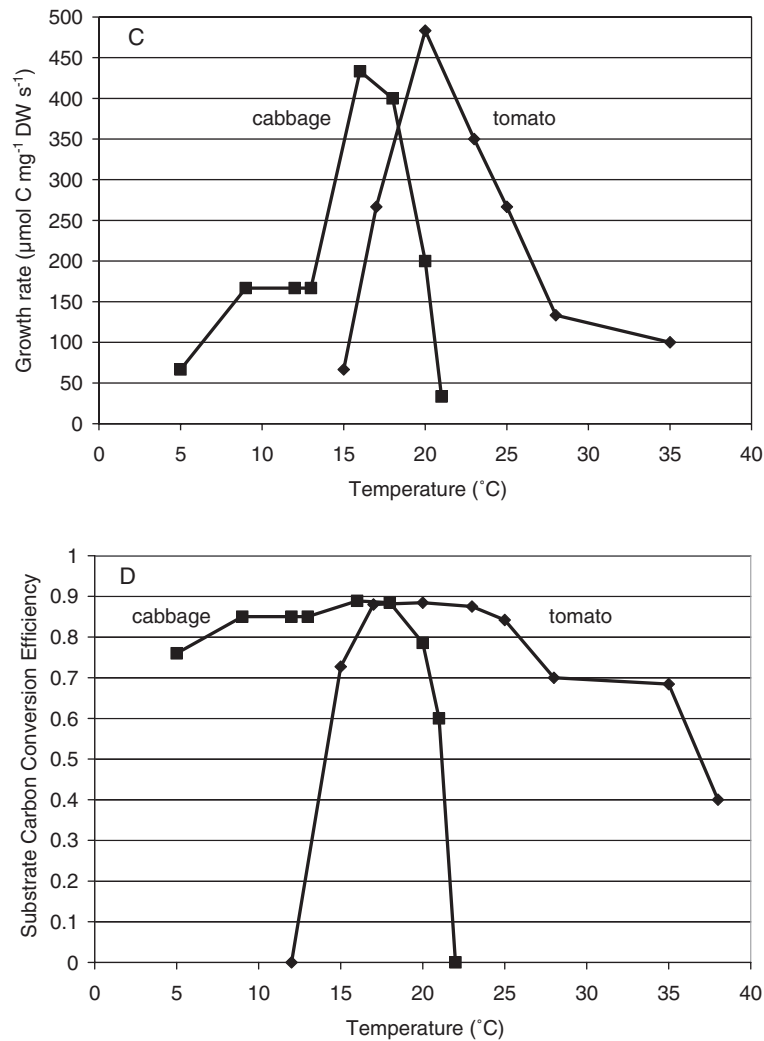 C
500
450
400
350
300
250
200
150
100
50
0
cabbage
tomato
Growth rate (µmol C mg⁻¹ DW s⁻¹)
0 5 10 15 20 25 30 35 40
Temperature (˚C)
D
1
0.9
0.8
0.7
0.6
0.5
0.4
0.3
0.2
0.1
0
cabbage
tomato
Substrate Carbon Conversion Efficiency
0 5 10 15 20 25 30 35 40
Temperature (˚C)